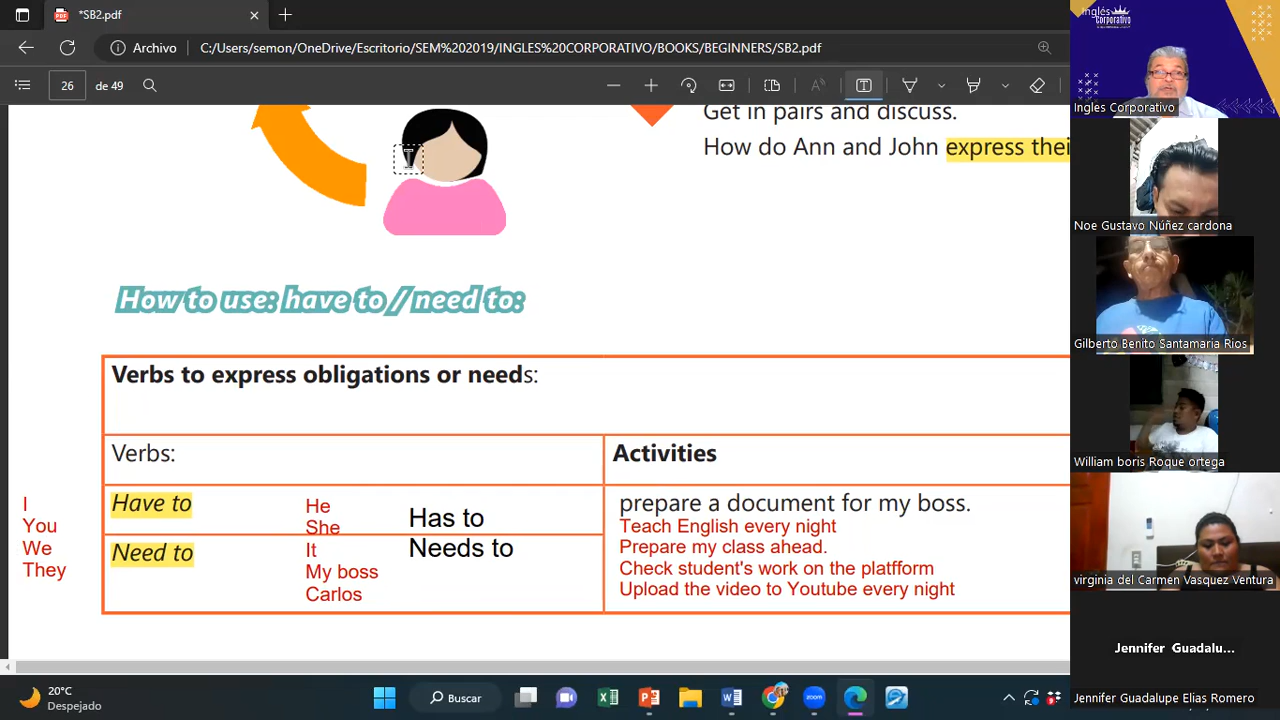 *SB2.pdf
Archivo
C:/Users/semon/OneDrive/Escritorio/SEM%202019/INGLES%20CORPORATIVO/BOOKS/BEGINNERS/SB2.pdf
26
de 49
Get in pairs and discuss.
How do Ann and John express thei
How to use: have to / need to:
Verbs to express obligations or needs:
Verbs:
Activities
I
You
We
They
Have to
Need to
He
She
It
My boss
Carlos
Has to
Needs to
prepare a document for my boss.
Teach English every night
Prepare my class ahead.
Check student's work on the platfform
Upload the video to Youtube every night
Inglés
Corporativo
Ingles Corporativo
Noe Gustavo Núñez cardona
Gilberto Benito Santamaria Rios
William boris Roque ortega
virginia del Carmen Vasquez Ventura
Jennifer Guadalu...
Jennifer Guadalupe Elias Romero
20°C
Despejado
Buscar